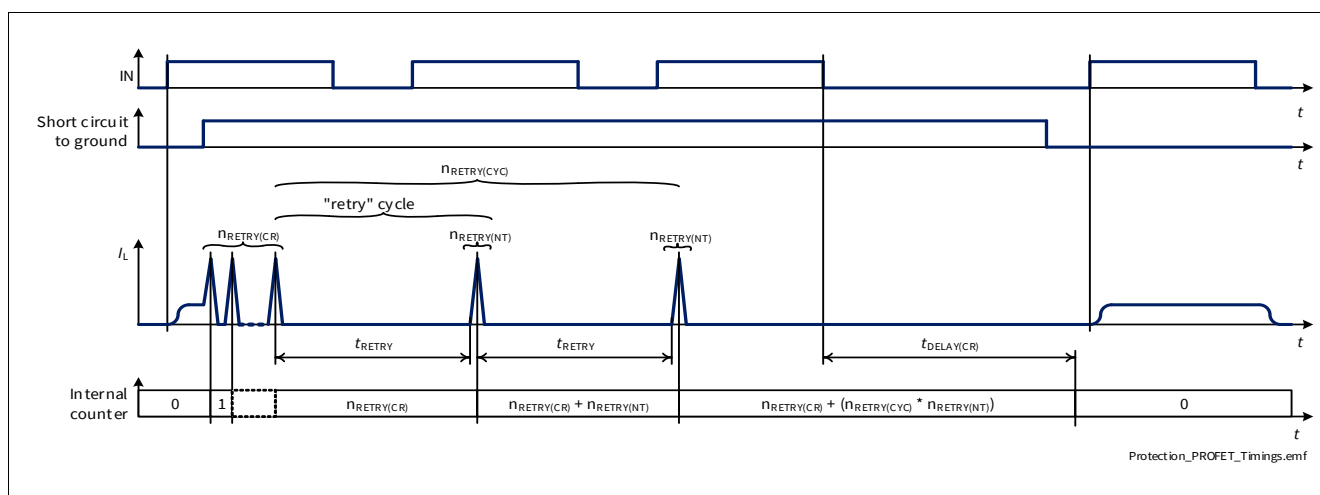 IN
t
Short circuit
to ground
t
nRETRY(CYC)
"retry" cycle
nRETRY(CR)
nRETRY(NT)
nRETRY(NT)
IL
t
tRETRY
tRETRY
tDELAY(CR)
Internal
counter
0
1
nRETRY(CR)
nRETRY(CR) + nRETRY(NT)
nRETRY(CR) + (nRETRY(CYC) * nRETRY(NT))
0
t
Protection_PROFET_Timings.emf